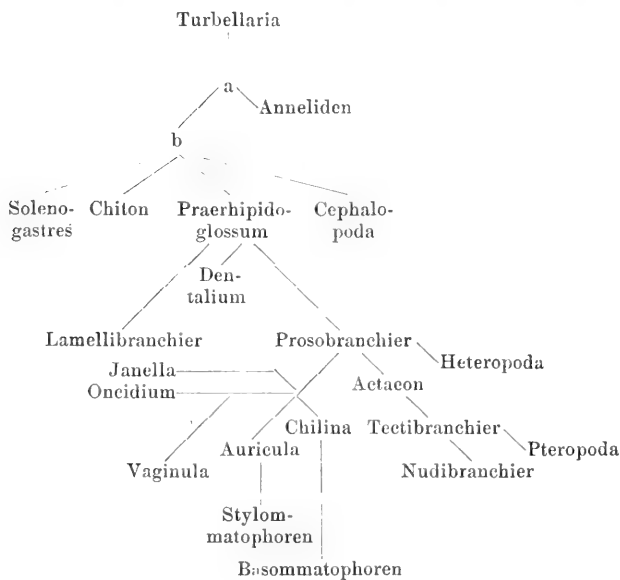 Turbellaria
a
Anneliden
b
Soleno- Chiton Praerhipido- Cephalo-
gastres glossum poda
Den-
talium
Lamellibranchier Prosobranchier
Heteropoda
Janella
Actaeon
Oncidium
Chilina Tectibranchier
Auricula Pteropoda
Vaginula Nudibranchier
Stylom-
matophoren
Basommatophoren